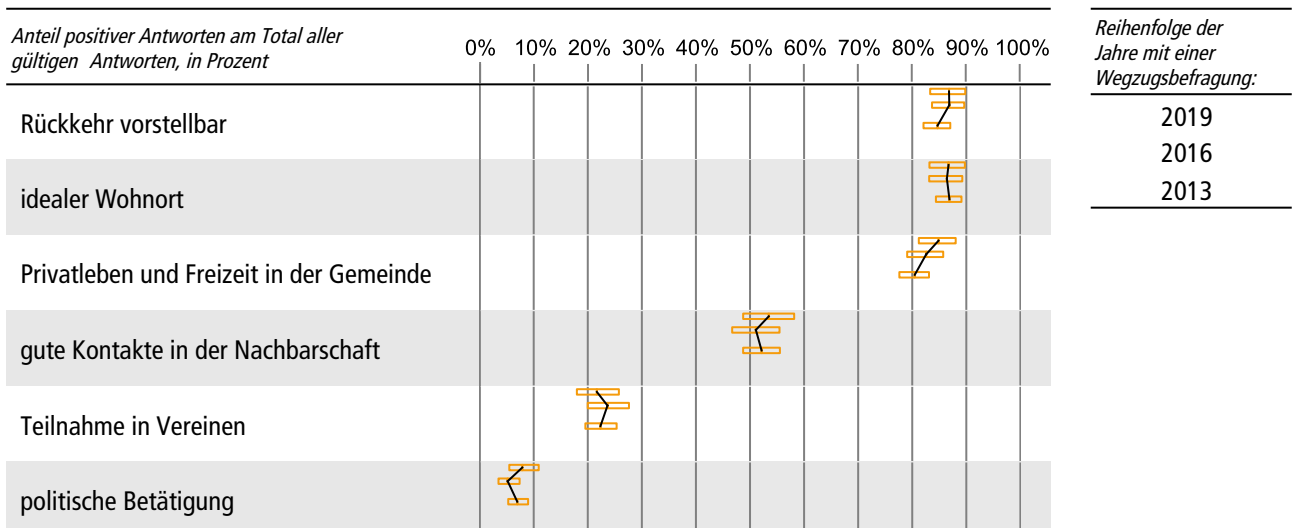 Anteil positiver Antworten am Total aller
gültigen Antworten, in Prozent
0% 10% 20% 30% 40% 50% 60% 70% 80% 90% 100%
Rückkehr vorstellbar
idealer Wohnort
Privatleben und Freizeit in der Gemeinde
gute Kontakte in der Nachbarschaft
Teilnahme in Vereinen
politische Betätigung
Reihenfolge der
Jahre mit einer
Wegzugsbefragung:
2019
2016
2013